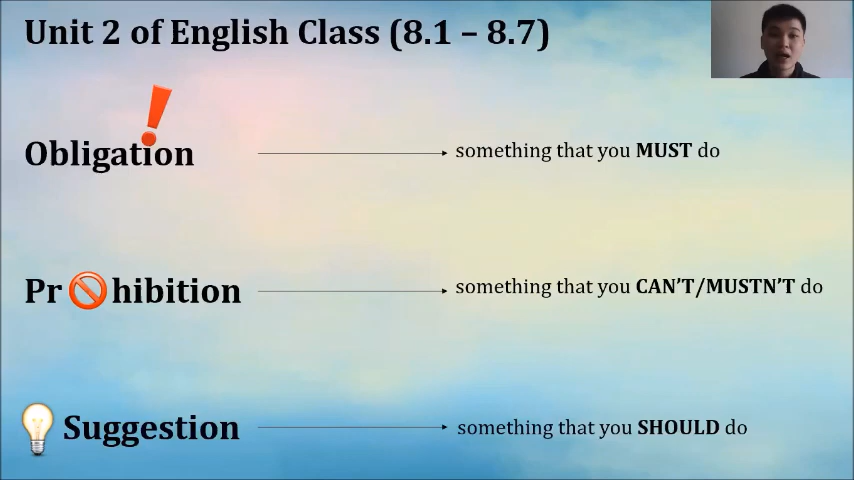 Unit 2 of English Class (8.1 – 8.7)
Obligation something that you MUST do
Pr hibition something that you CAN'T/MUSTN'T do
Suggestion something that you SHOULD do